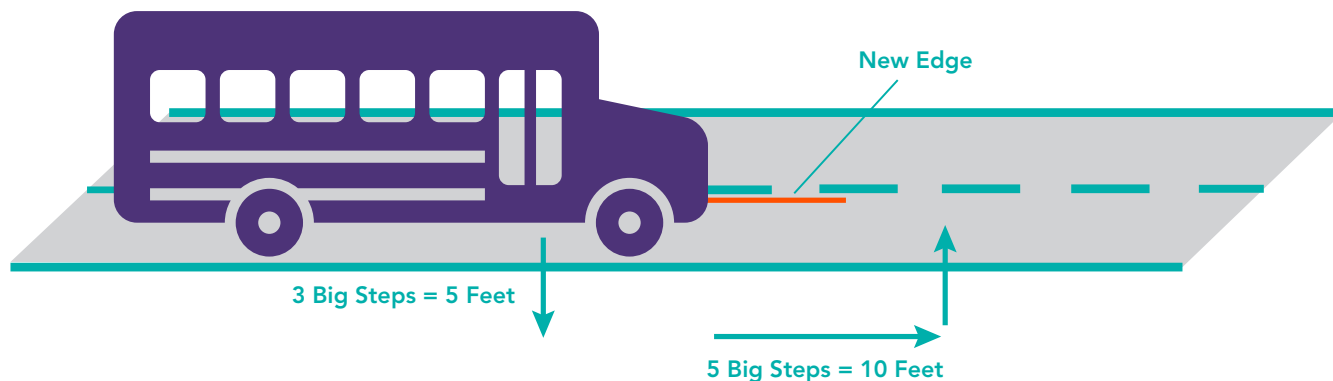 New Edge
3 Big Steps = 5 Feet
5 Big Steps = 10 Feet